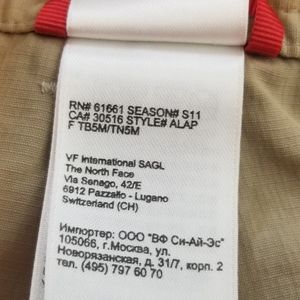 RN# 61661 SEASON# S11
CA# 30516 STYLE# ALAP
F TB5M/TN5M
VF International SAGL
The North Face
Via Senago, 42/E
6912 Pazzallo - Lugano
Switzerland (CH)
Импортер: ООО "ВФ Си-Ай-Эс"
105066, г.Москва, ул.
Новорязанская, д. 31/7, корп. 2
тел. (495) 797 60 70